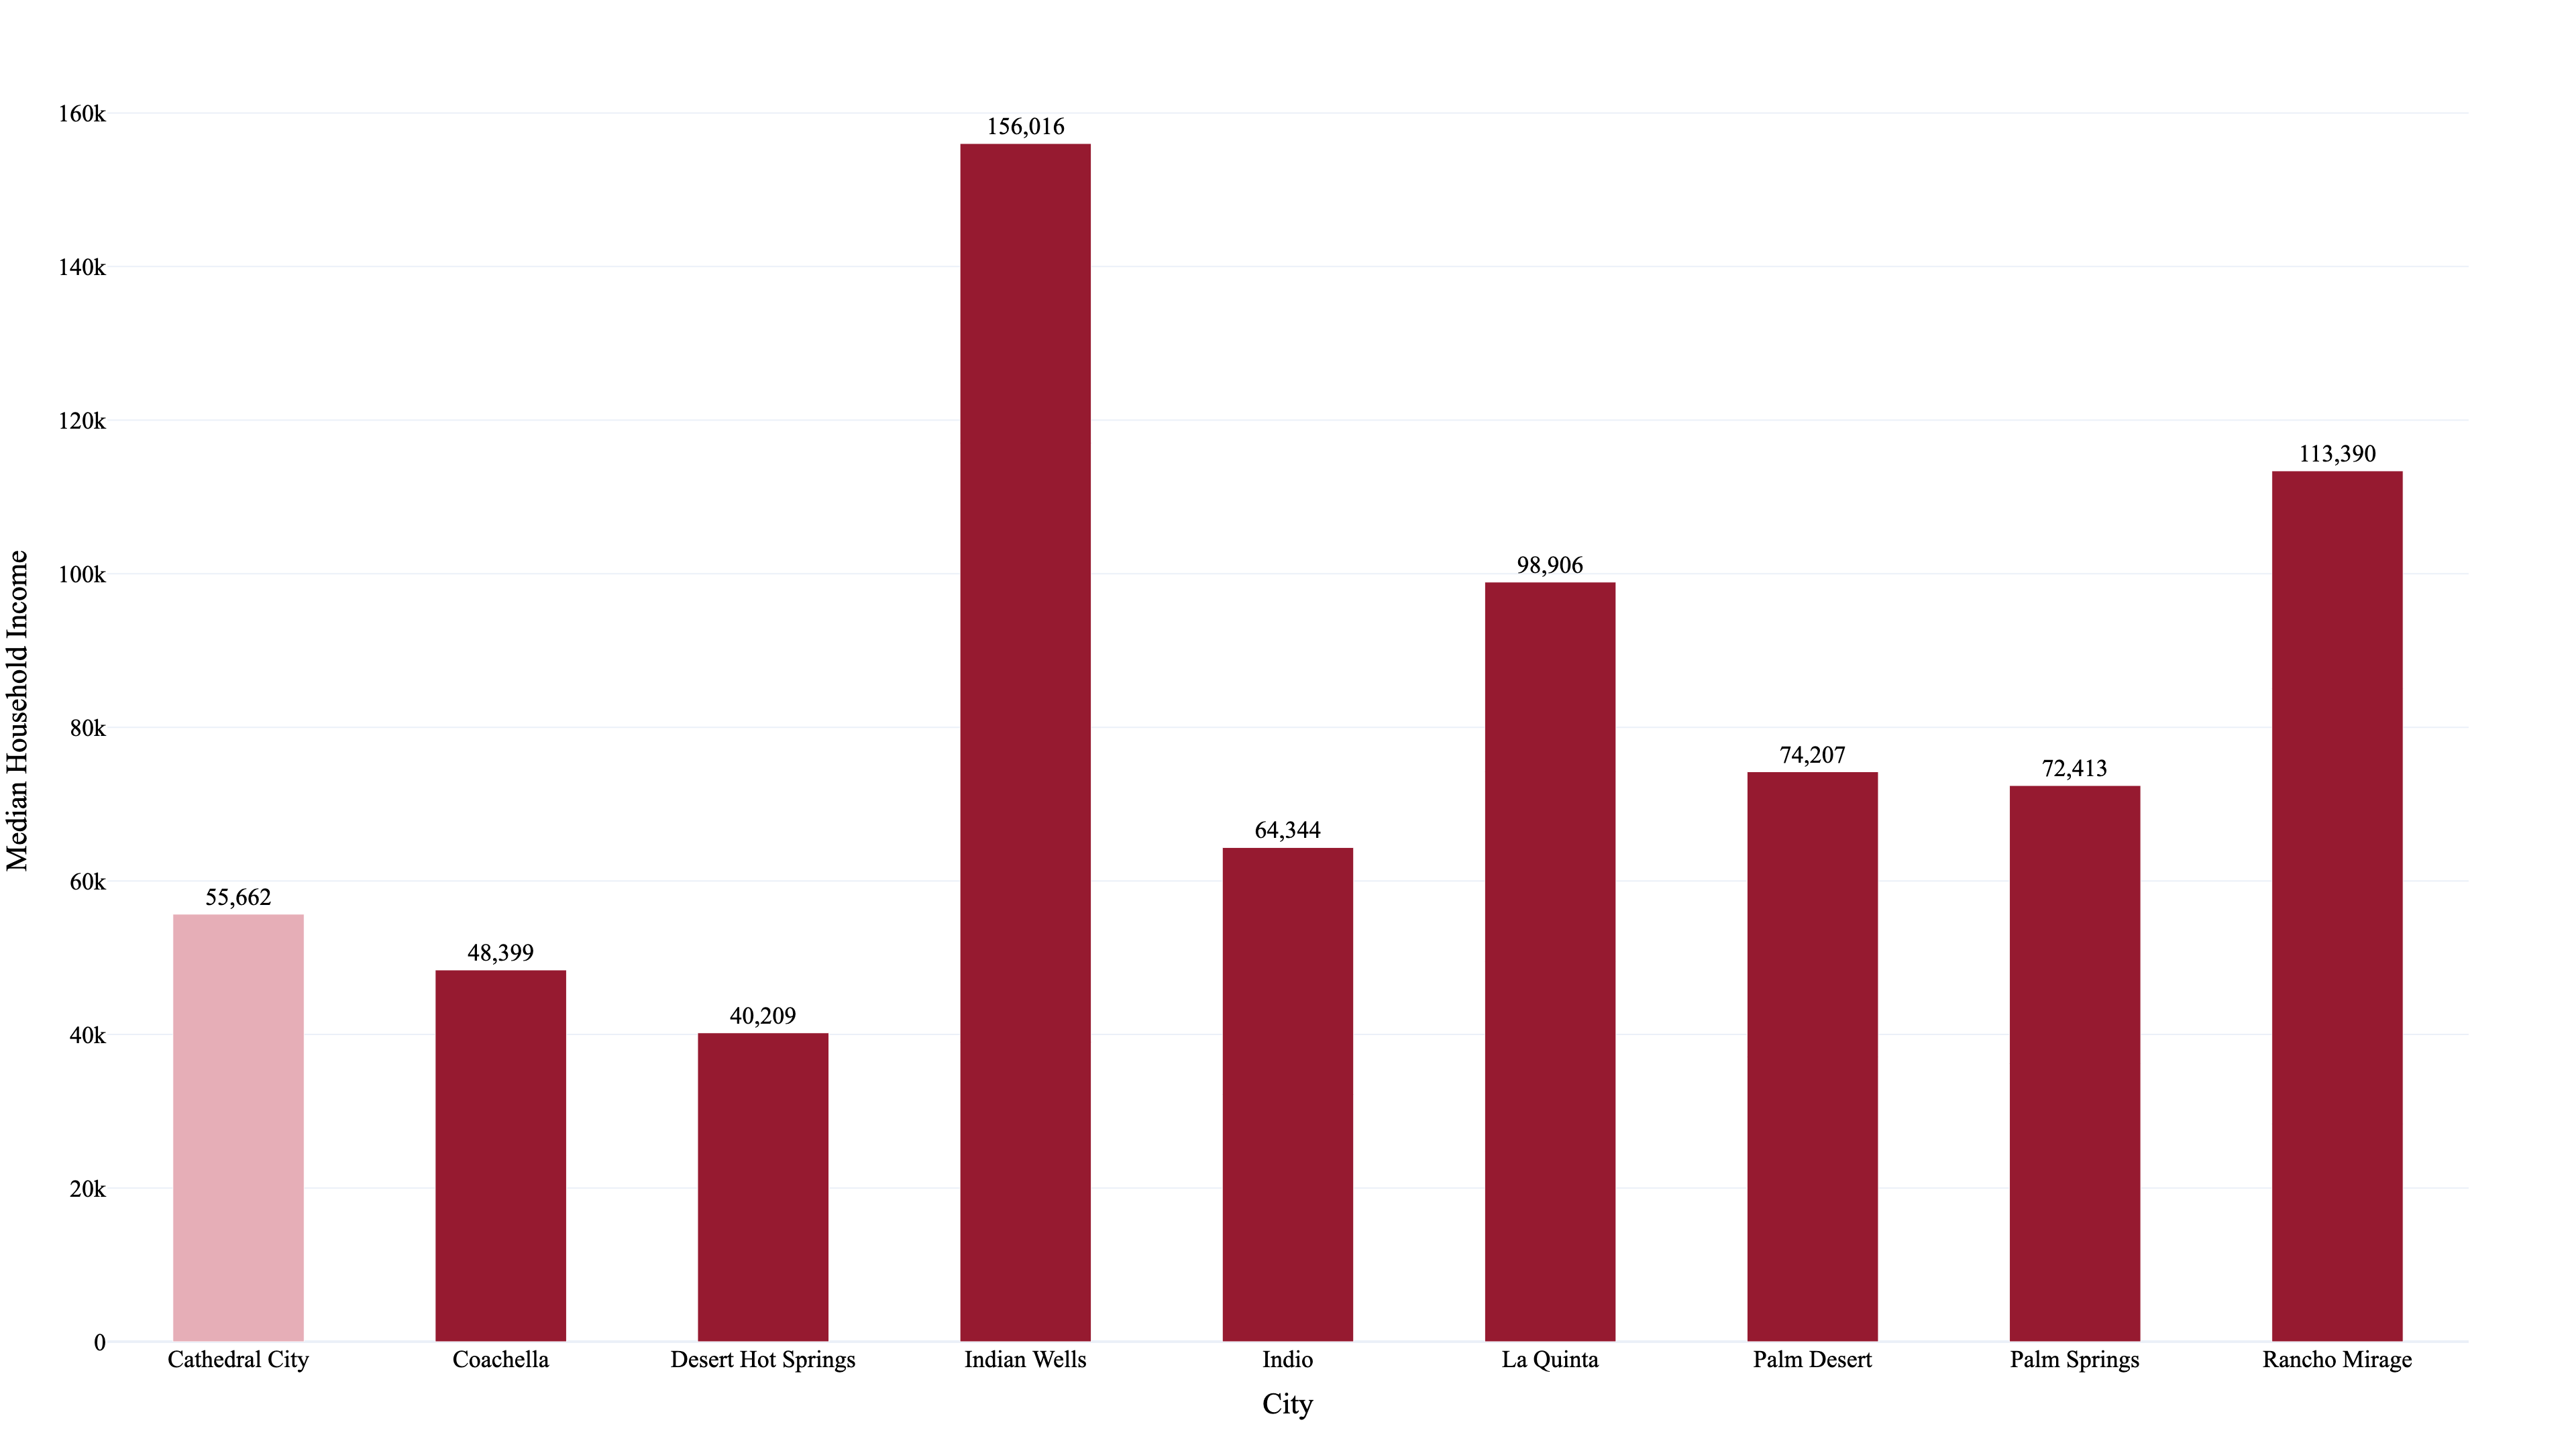 160k
140k
120k
100k
80k
60k
40k
20k
0
Median Household Income
55,662
48,399
40,209
156,016
64,344
98,906
74,207
72,413
113,390
Cathedral City
Coachella
Desert Hot Springs
Indian Wells
Indio
La Quinta
Palm Desert
Palm Springs
Rancho Mirage
City